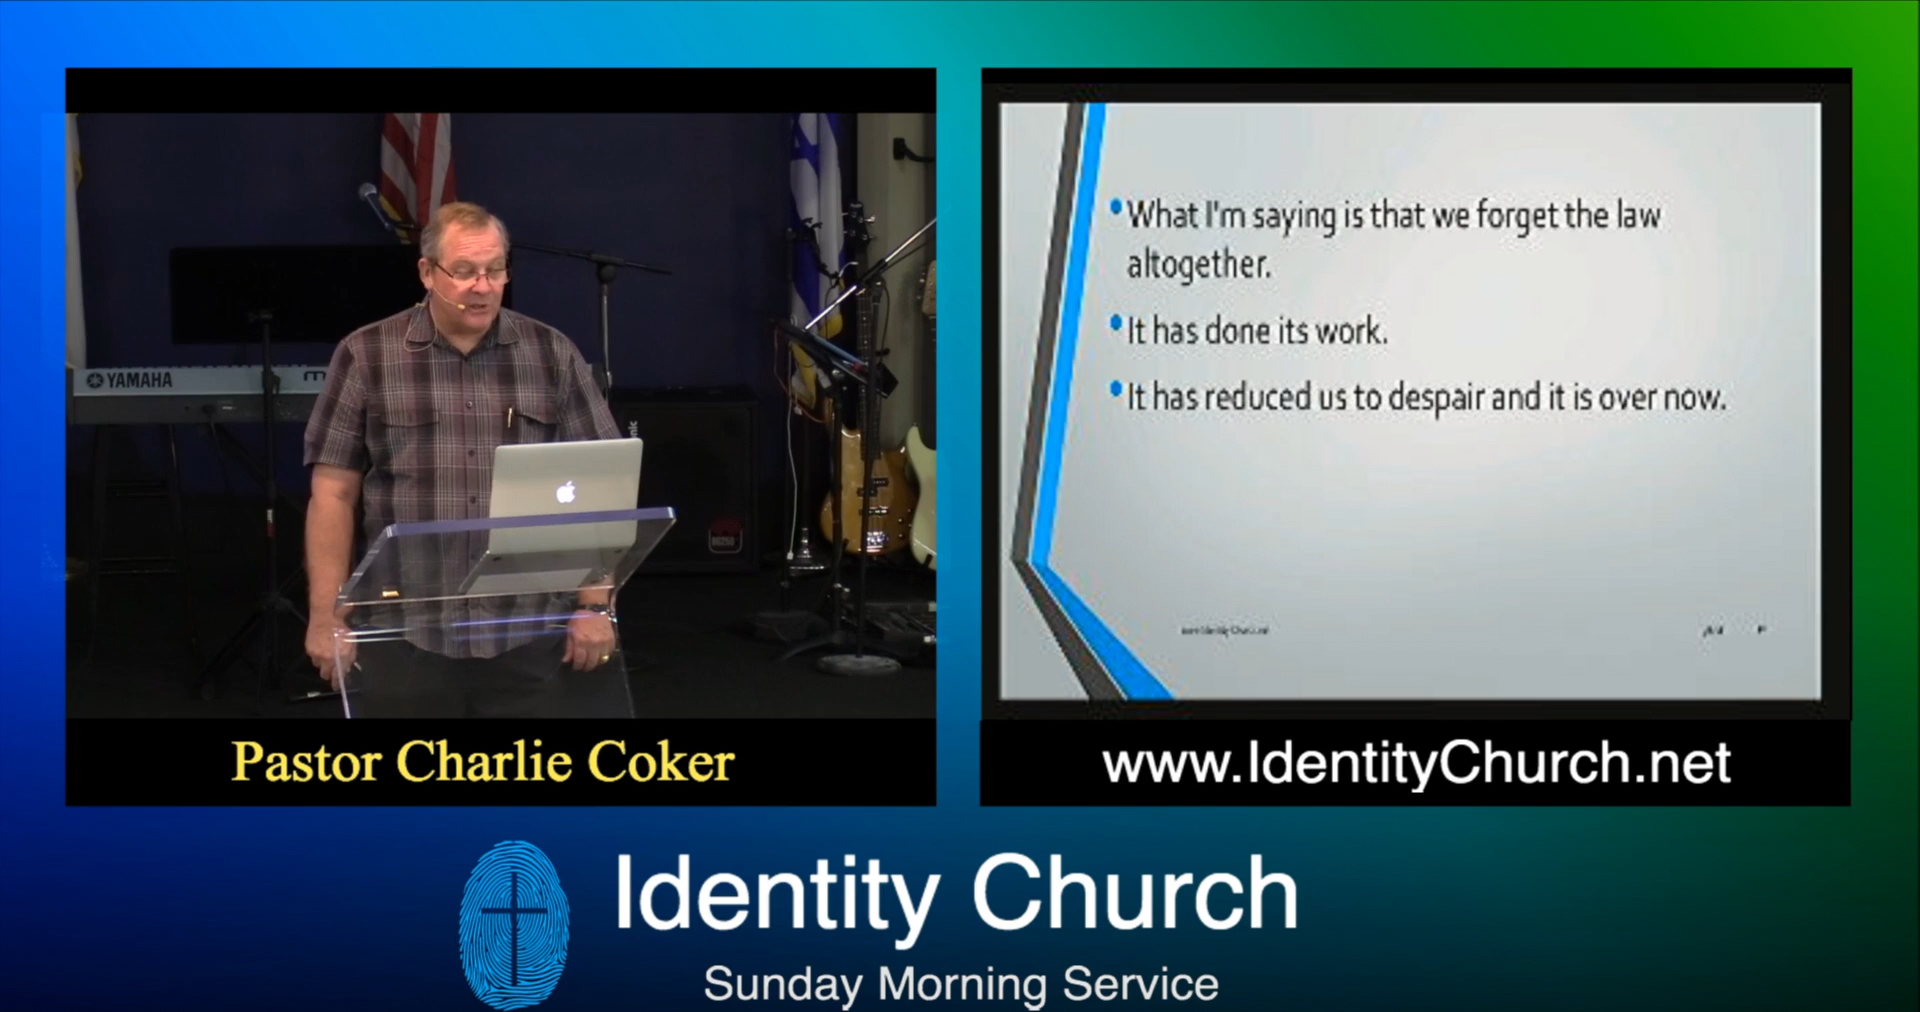 YAMAHA
Pastor Charlie Coker
• What I'm saying is that we forget the law
altogether.
• It has done its work.
• It has reduced us to despair and it is over now.
www.IdentityChurch.net
Identity Church
Sunday Morning Service